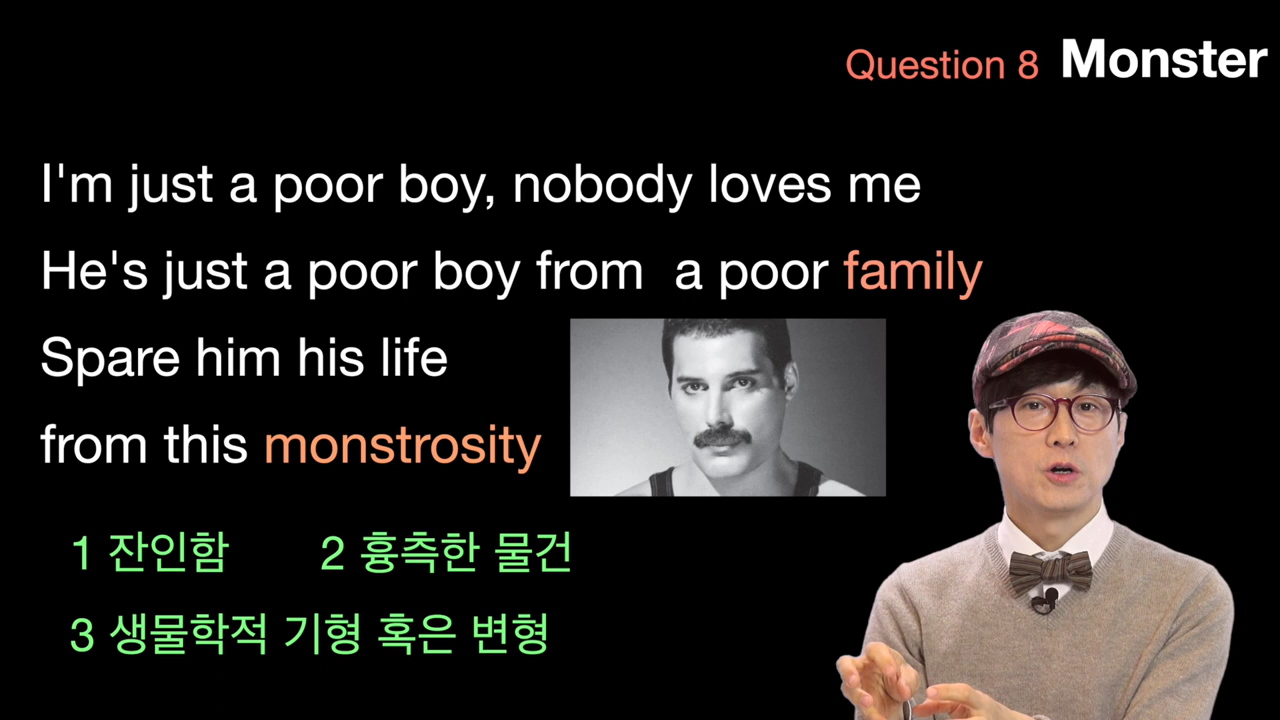 Question 8 Monster
I'm just a poor boy, nobody loves me
He's just a poor boy from a poor family
Spare him his life
from this monstrosity
1 잔인함 2 흉측한 물건
3 생물학적 기형 혹은 변형